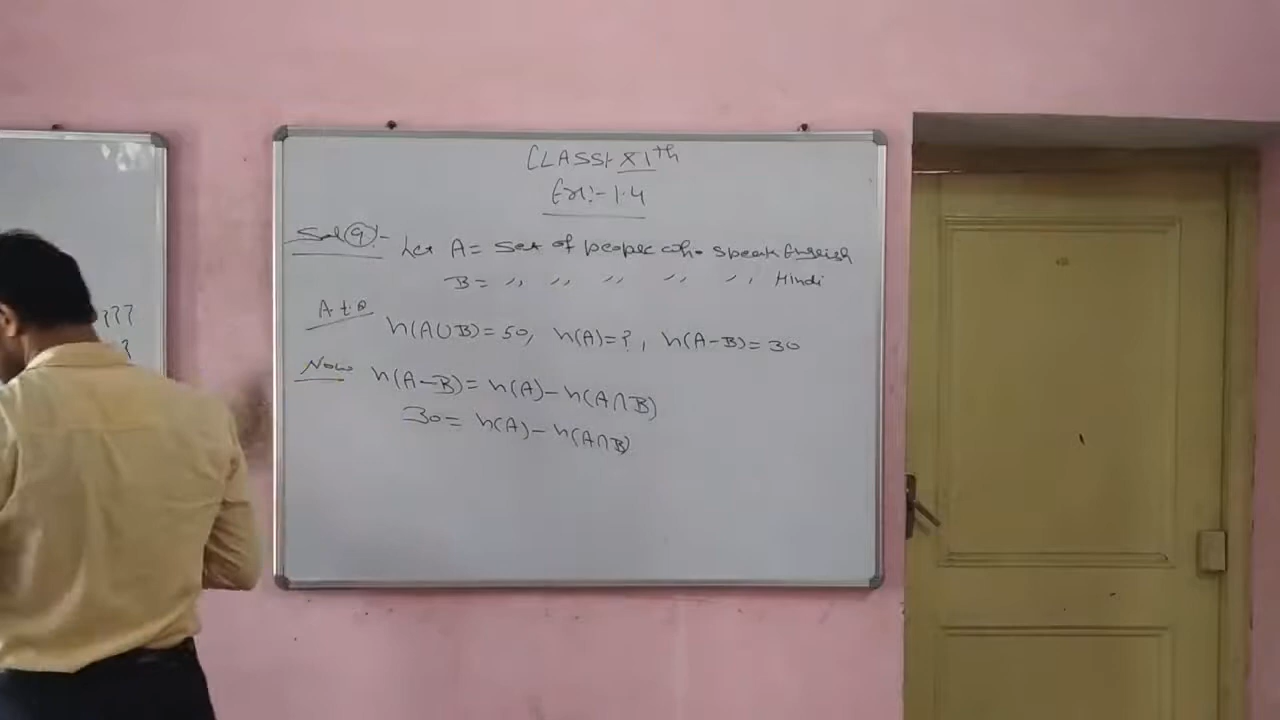 ???
?
CLASS:- XIth
Ex:- 1.4
Sol 9:- Let A = Set of people who speak English
B = ,, ,, ,, ,, ,, Hindi
A.t.Q
n(A∪B) = 50, n(A) = ?, n(A-B) = 30
Now n(A-B) = n(A) - n(A∩B)
30 = n(A) - n(A∩B)